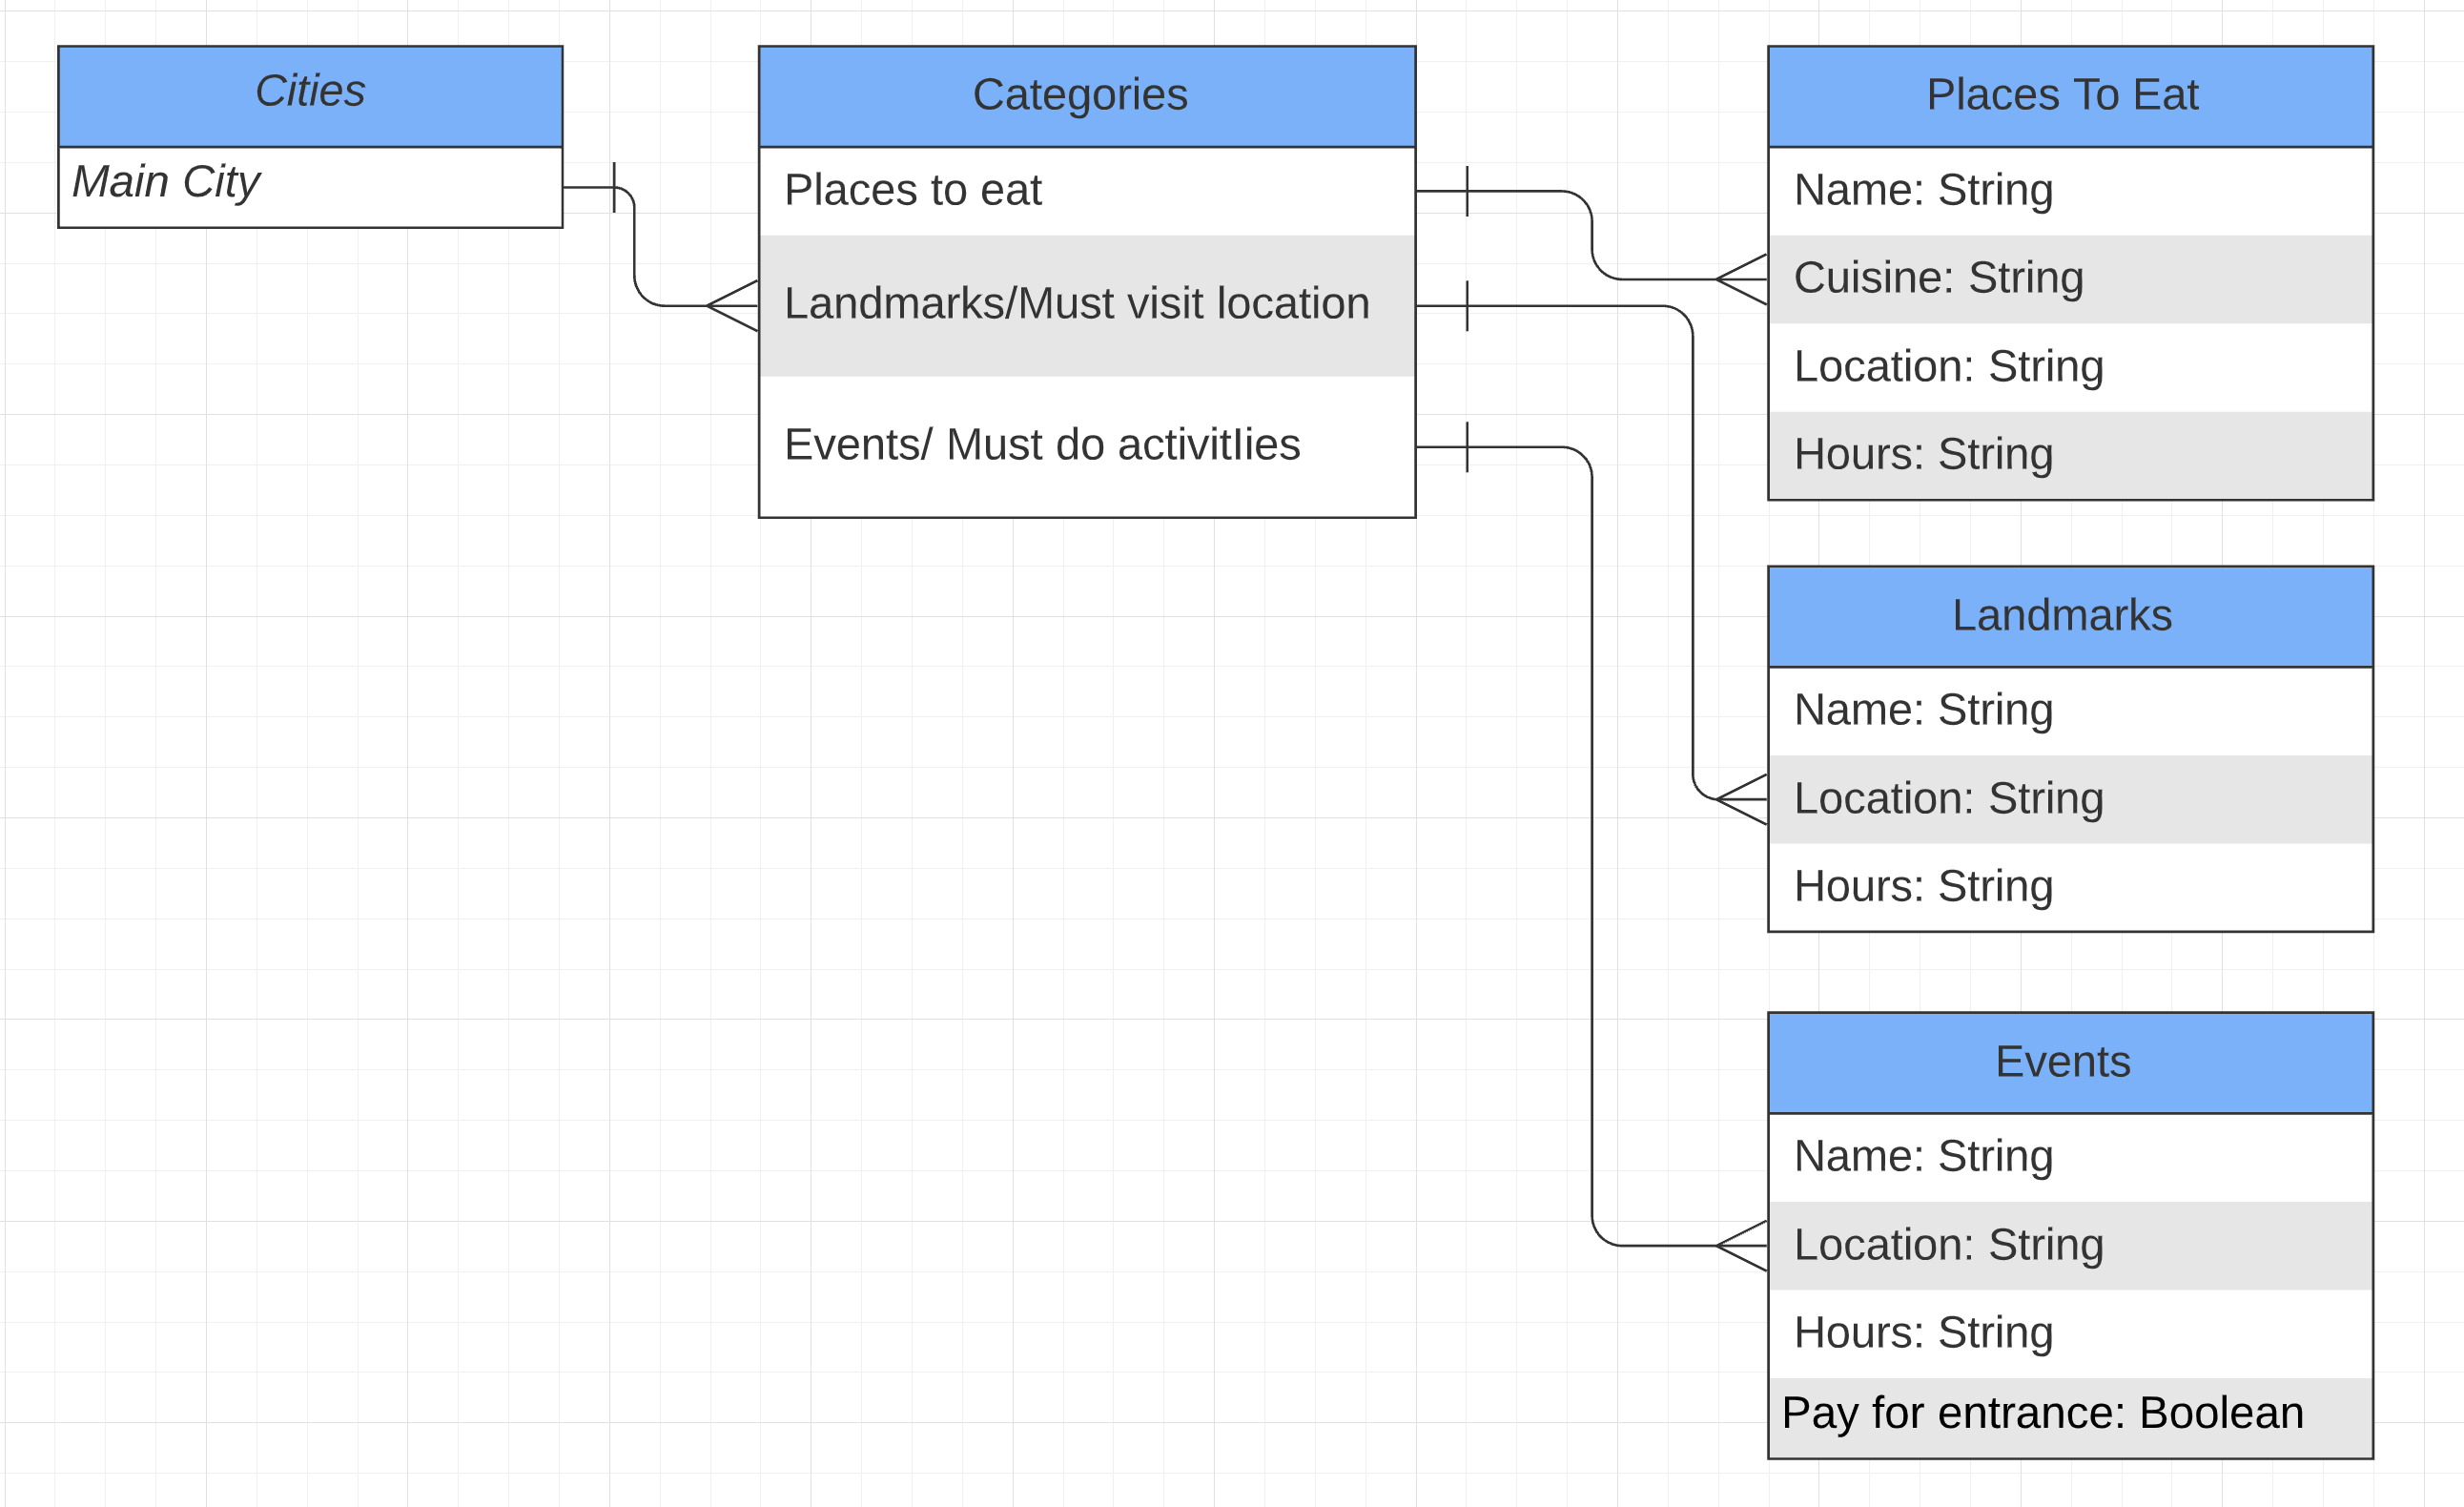 Cities
Main City
Categories
Places to eat
Landmarks/Must visit location
Events/ Must do activitlies
Places To Eat
Name: String
Cuisine: String
Location: String
Hours: String
Landmarks
Name: String
Location: String
Hours: String
Events
Name: String
Location: String
Hours: String
Pay for entrance: Boolean